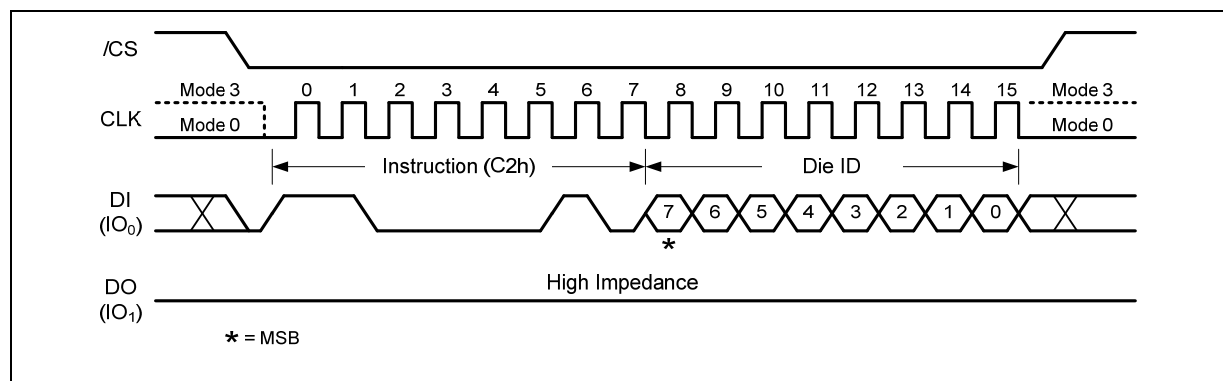 /CS
Mode 3 0 1 2 3 4 5 6 7 8 9 10 11 12 13 14 15 Mode 3
CLK Mode 0 Mode 0
Instruction (C2h) Die ID
DI
(IO₀)
7 6 5 4 3 2 1 0
*
High Impedance
DO
(IO₁)
* = MSB